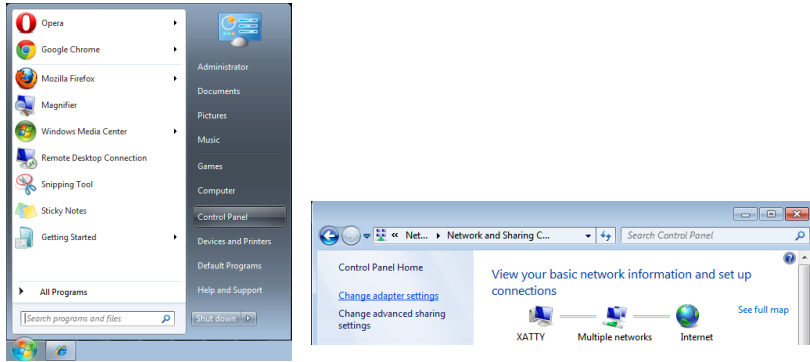 Opera
Google Chrome
Mozilla Firefox
Magnifier
Windows Media Center
Remote Desktop Connection
Snipping Tool
Sticky Notes
Getting Started
All Programs
Search programs and files
Administrator
Documents
Pictures
Music
Games
Computer
Control Panel
Devices and Printers
Default Programs
Help and Support
Shut down
« Net... Network and Sharing C...
Search Control Panel
Control Panel Home
Change adapter settings
Change advanced sharing
settings
View your basic network information and set up
connections
See full map
XATTY Multiple networks Internet